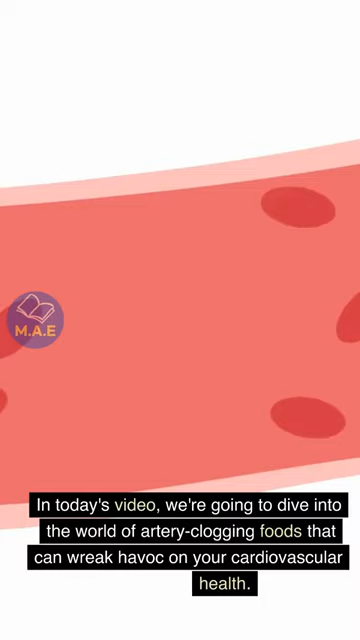 M.A.E
In today's video, we're going to dive into
the world of artery-clogging foods that
can wreak havoc on your cardiovascular
health.